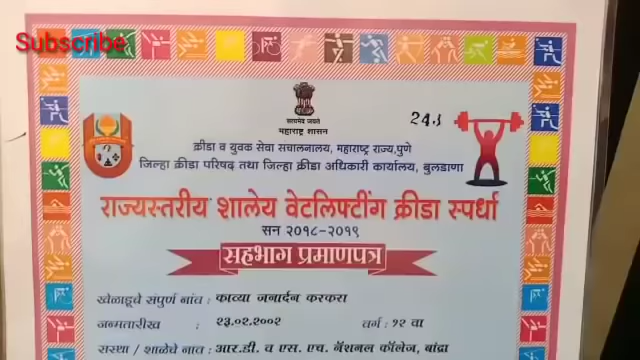 Subscribe
सत्यमेव जयते
महाराष्ट्र शासन
243
क्रीडा व युवक सेवा संचालनालय, महाराष्ट्र राज्य,पुणे
जिल्हा क्रीडा परिषद तथा जिल्हा क्रीडा अधिकारी कार्यालय, बुलडाणा
राज्यस्तरीय शालेय वेटलिफ्टींग क्रीडा स्पर्धा
सन २०१८-२०१९
सहभाग प्रमाणपत्र
खेळाडूचे संपुर्ण नांव : काव्या जनार्दन करकरा
जन्मतारीख : २३.०२.२००२ वर्ग : १२ वा
संस्था / शाळेचे नाव : आर.डी. व एस. एच. नॅशनल कॉलेज, बांद्रा